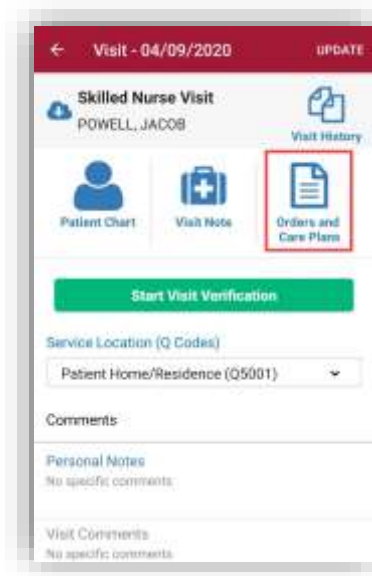 ← Visit - 04/09/2020 UPDATE
Skilled Nurse Visit
POWELL, JACOB
Visit History
Patient Chart
Visit Note
Orders and
Care Plans
Start Visit Verification
Service Location (Q Codes)
Patient Home/Residence (Q5001)
Comments
Personal Notes
No specific comments
Visit Comments
No specific comments